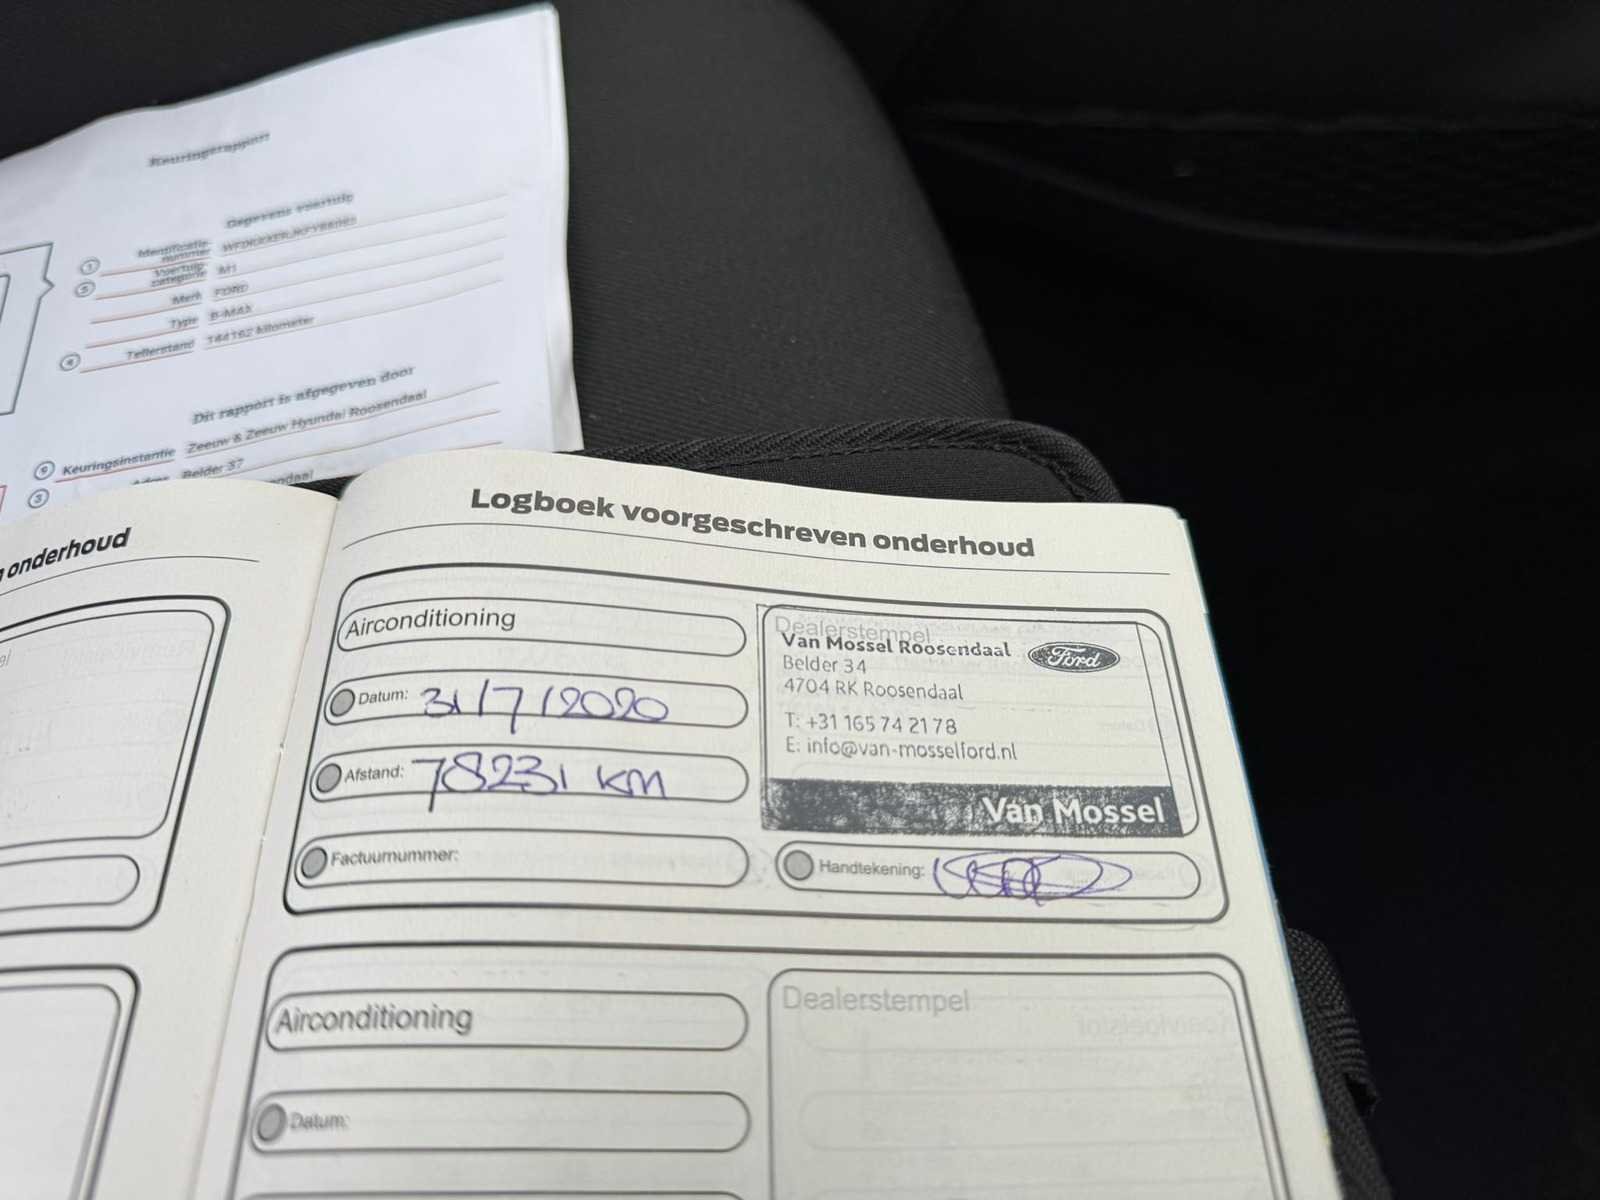 Keuringsrapport
Gegevens voertuig
Identificatie-
nummer
Voertuig-
categorie M1
Merk FORD
Type B-MAX
Tellerstand 144162 kilometer
Dit rapport is afgegeven door
Keuringsinstantie Zeeuw & Zeeuw Hyundai Roosendaal
Adres Belder 37
onderhoud
Logboek voorgeschreven onderhoud
Airconditioning
Datum: 31/7/2020
Afstand: 78231 KM
Factuurnummer:
Dealerstempel
Van Mossel Roosendaal
Ford
Belder 34
4704 RK Roosendaal
T: +31 165 74 21 78
E: info@van-mosselford.nl
Van Mossel
Handtekening:
Airconditioning
Dealerstempel
Datum: